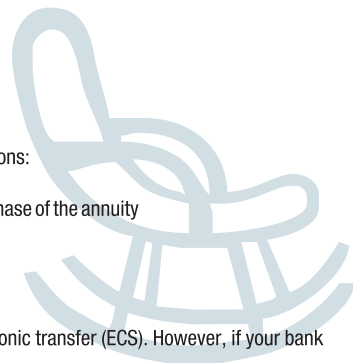 ons:
hase of the annuity
onic transfer (ECS). However, if your bank